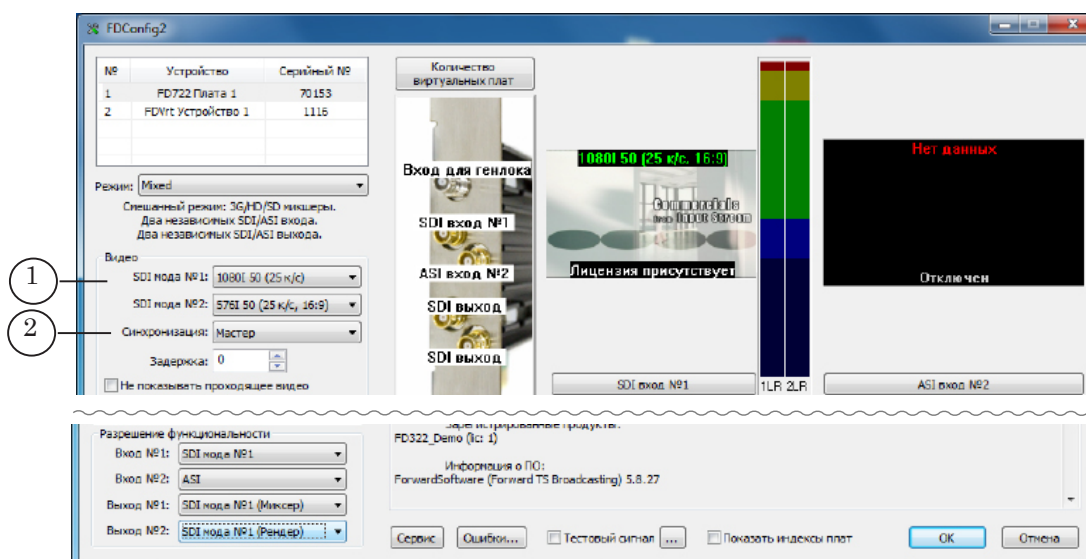 FDConfig2
№ Устройство Серийный №
1 FD722 Плата 1 70153
2 FDVrt Устройство 1 1116
Режим: Mixed
Смешанный режим: 3G/HD/SD микшеры.
Два независимых SDI/ASI входа.
Два независимых SDI/ASI выхода.
Видео
1
SDI мода №1: 1080I 50 (25 к/с)
SDI мода №2: 576I 50 (25 к/с, 16:9)
2
Синхронизация: Мастер
Задержка: 0
Не показывать проходящее видео
Количество
виртуальных плат
Вход для генлока
SDI вход №1
ASI вход №2
SDI выход
SDI выход
1080I 50 (25 к/с, 16:9)
Лицензия присутствует
SDI вход №1
1LR 2LR
Нет данных
Отключен
ASI вход №2
Разрешение функциональности
Вход №1: SDI мода №1
Вход №2: ASI
Выход №1: SDI мода №1 (Миксер)
Выход №2: SDI мода №1 (Рендер)
Зарегистрированные продукты:
FD322_Demo (lic: 1)
Информация о ПО:
ForwardSoftware (Forward TS Broadcasting) 5.8.27
Сервис Ошибки... Тестовый сигнал ... Показать индексы плат OK Отмена